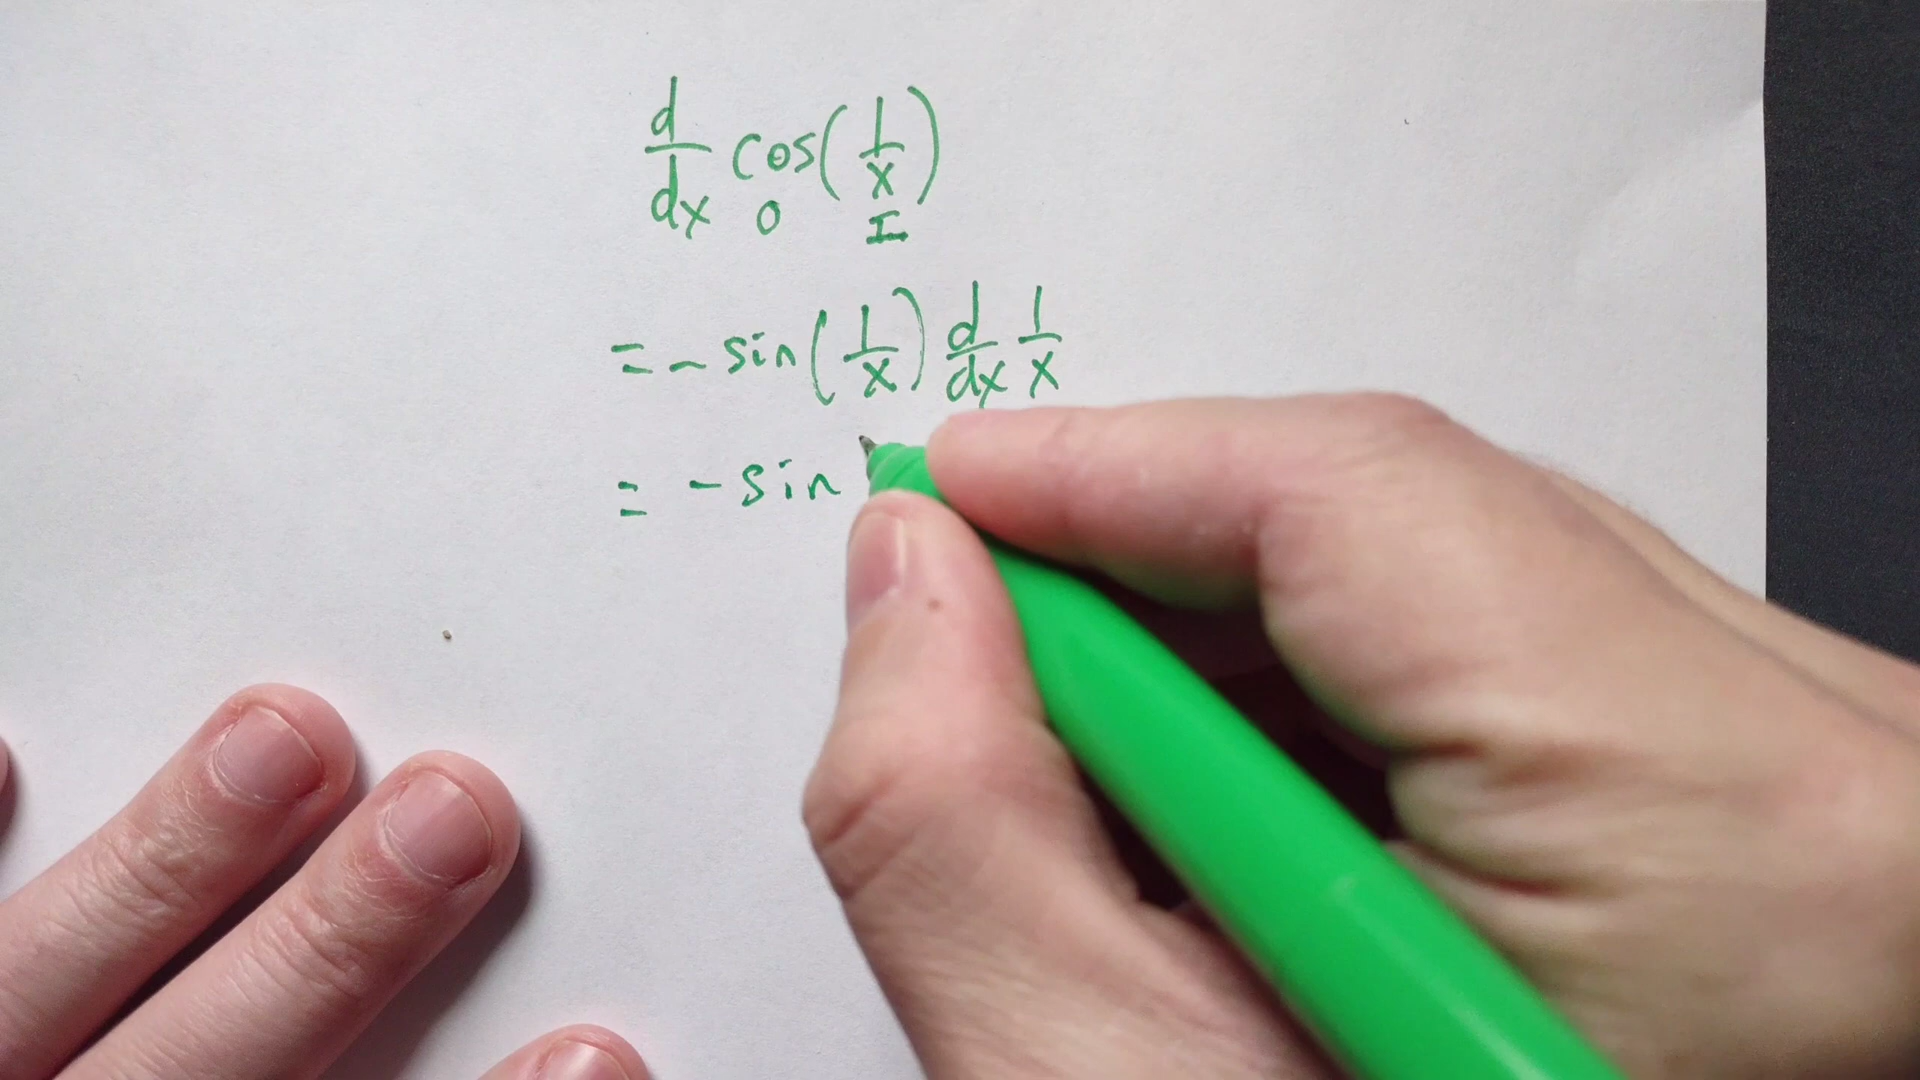 d/dx cos(1/x)
O I
= - sin(1/x) d/dx 1/x
= - sin